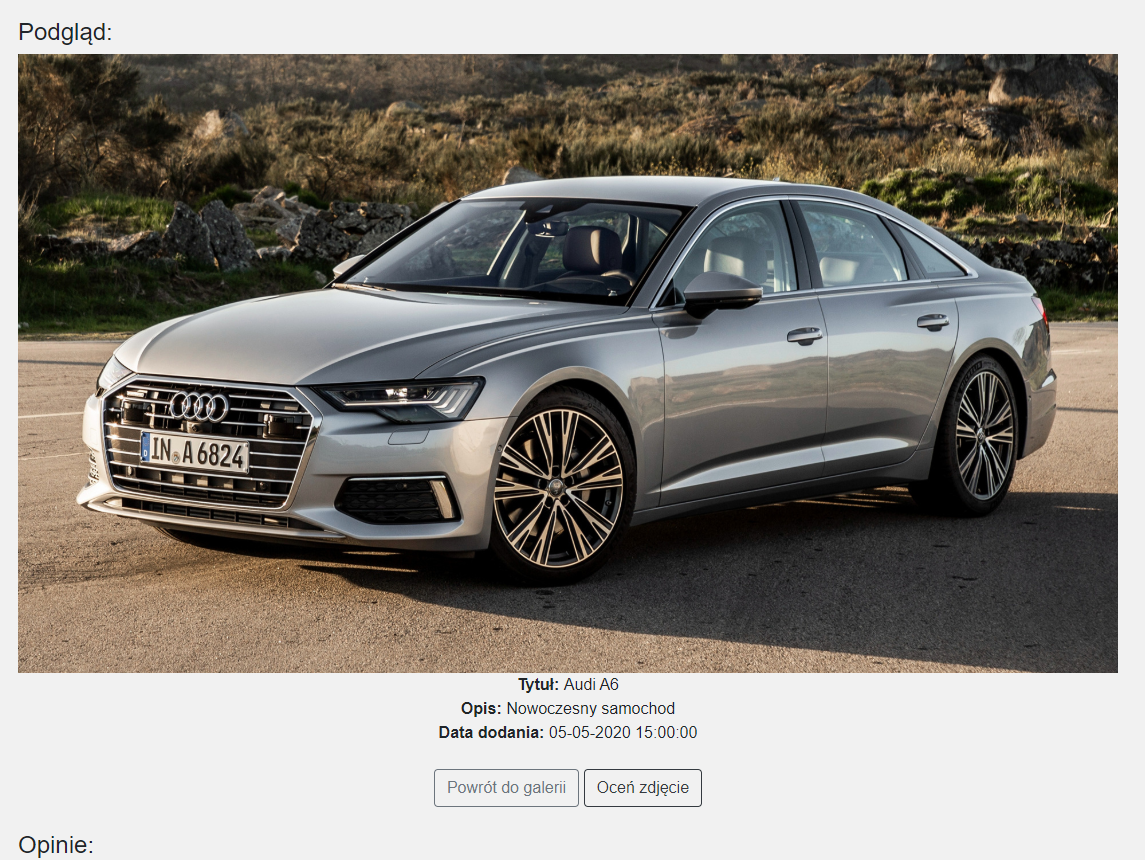 Podgląd:
IN A 6824
D
Tytuł: Audi A6
Opis: Nowoczesny samochod
Data dodania: 05-05-2020 15:00:00
Powrót do galerii Oceń zdjęcie
Opinie: